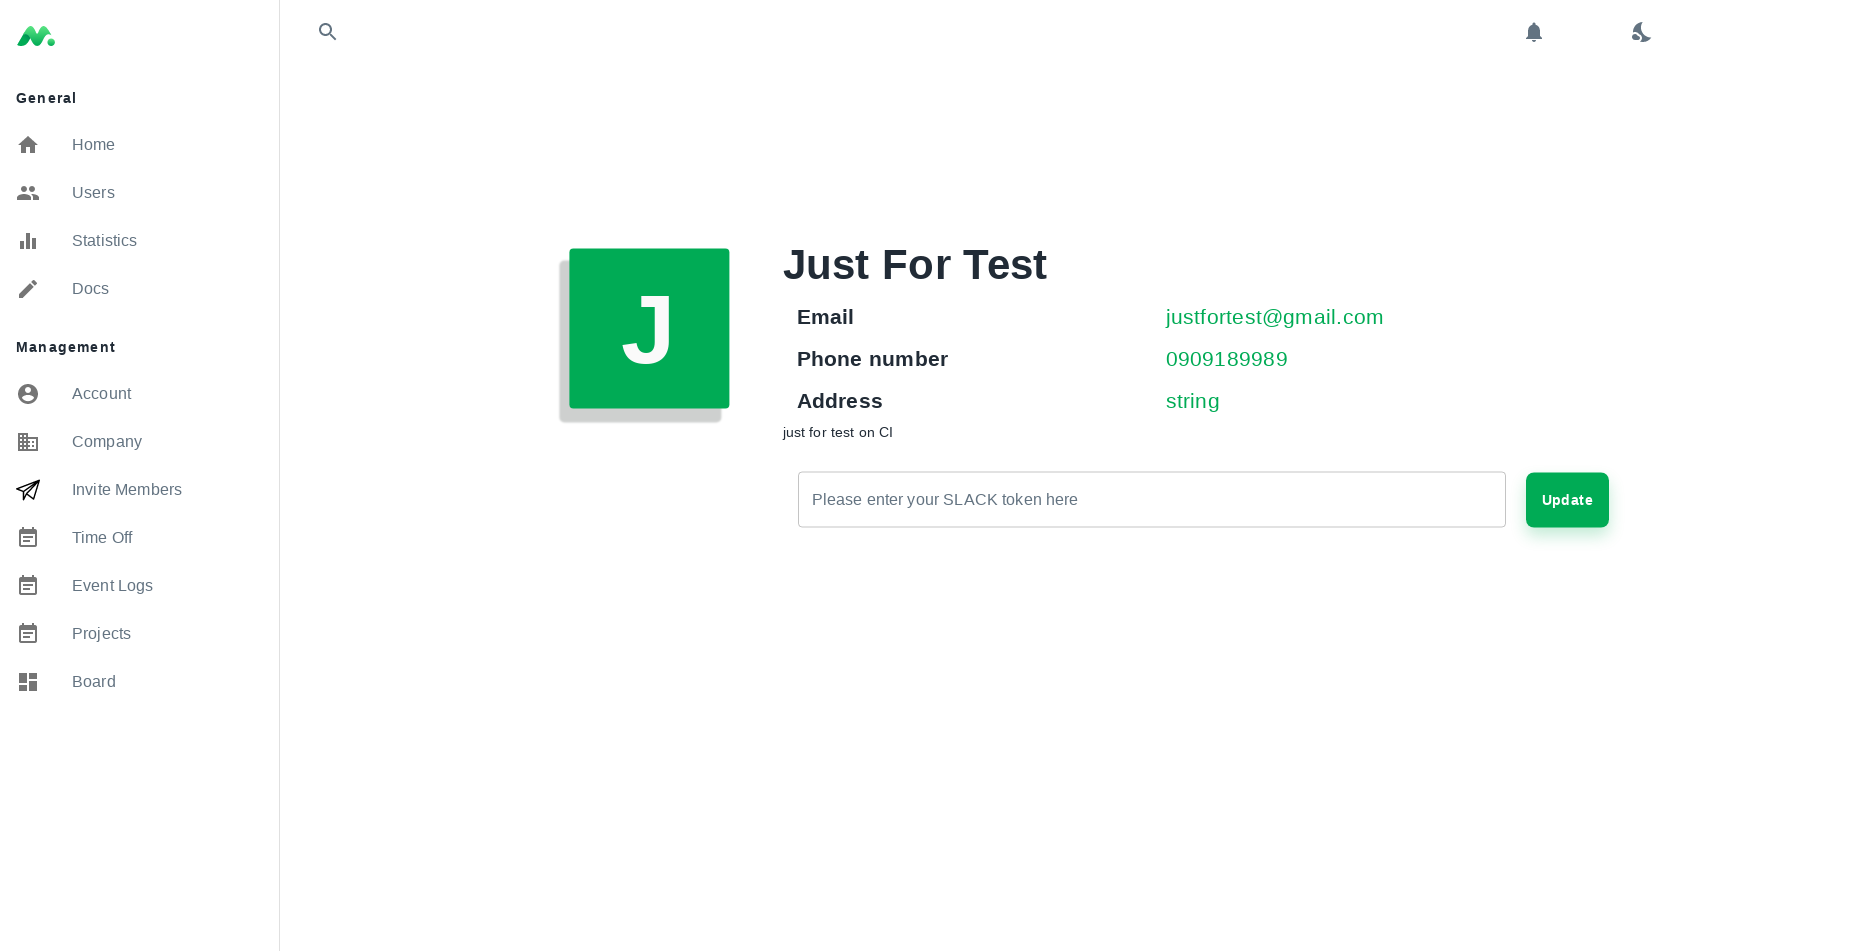 General
Home
Users
Statistics
Docs
Management
Account
Company
Invite Members
Time Off
Event Logs
Projects
Board
J
Just For Test
Email justfortest@gmail.com
Phone number 0909189989
Address string
just for test on CI
Please enter your SLACK token here
Update